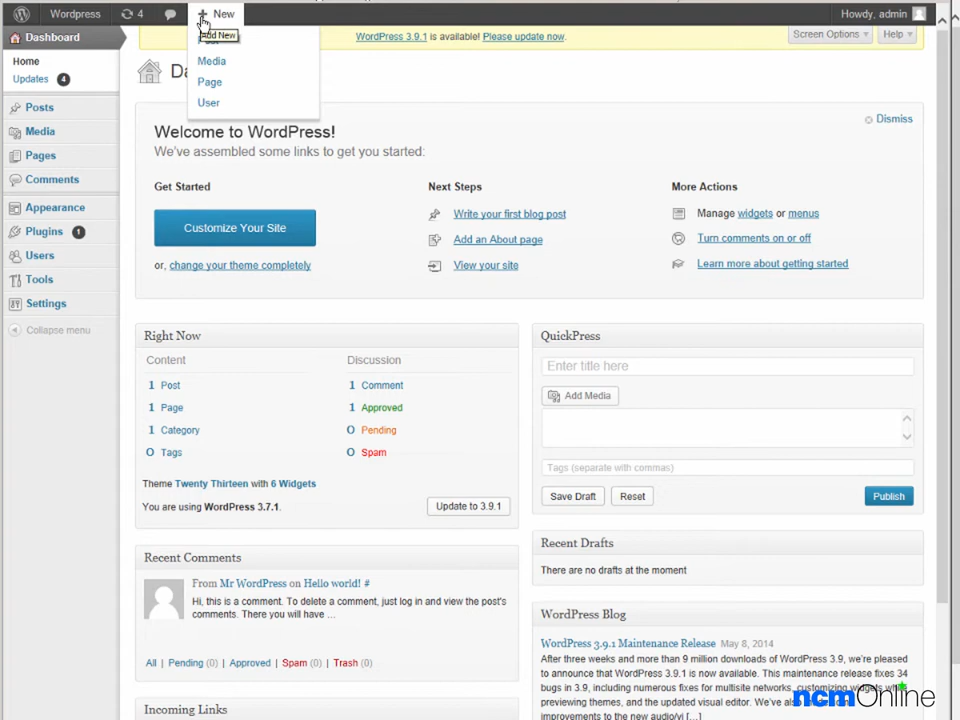 Wordpress 4 + New Howdy, admin
Dashboard
Add New
WordPress 3.9.1 is available! Please update now.
Screen Options Help
Home
Updates 4
Media
Page
User
Posts
Media
Pages
Comments
Appearance
Plugins 1
Users
Tools
Settings
Collapse menu
Welcome to WordPress!
Dismiss
We've assembled some links to get you started:
Get Started
Customize Your Site
or, change your theme completely
Next Steps
Write your first blog post
Add an About page
View your site
More Actions
Manage widgets or menus
Turn comments on or off
Learn more about getting started
Right Now
Content
1 Post
1 Page
1 Category
0 Tags
Discussion
1 Comment
1 Approved
0 Pending
0 Spam
Theme Twenty Thirteen with 6 Widgets
You are using WordPress 3.7.1.
Update to 3.9.1
QuickPress
Enter title here
Add Media
Tags (separate with commas)
Save Draft Reset Publish
Recent Comments
From Mr WordPress on Hello world! #
Hi, this is a comment. To delete a comment, just log in and view the post's
comments. There you will have ...
All | Pending (0) | Approved | Spam (0) | Trash (0)
Incoming Links
Recent Drafts
There are no drafts at the moment
WordPress Blog
WordPress 3.9.1 Maintenance Release May 8, 2014
After three weeks and more than 9 million downloads of WordPress 3.9, we're pleased
to announce that WordPress 3.9.1 is now available. This maintenance release fixes 34
bugs in 3.9, including numerous fixes for multisite networks, customizing widgets
previewing themes, and the updated visual editor. We've
improvements to the new audio/vi [...]
ncmOnline